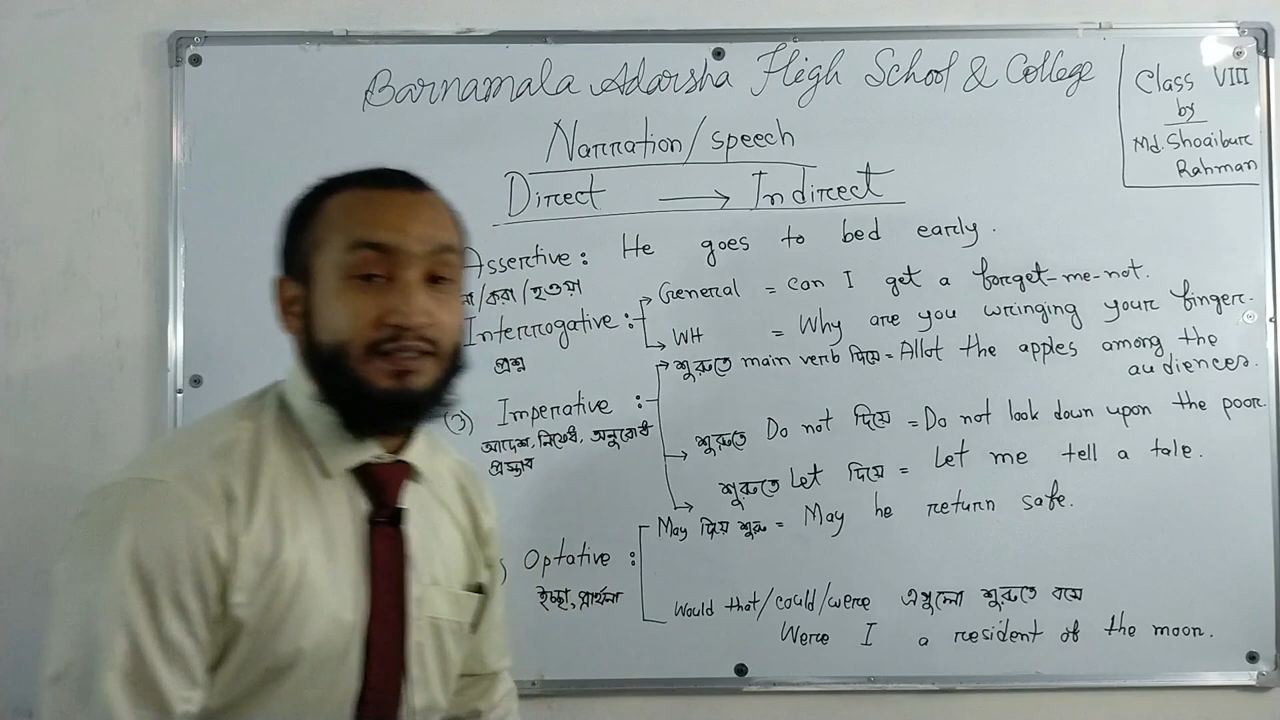 Barnamala Adarsha High School & College
Class VIII
by
Md. Shoaibur
Rahman
Narration/speech
Direct → Indirect
Assertive: He goes to bed early.
/করা/হওয়া
Interrogative: General = can I get a forget-me-not.
WH = Why are you wringing your finger.
প্রশ্ন
শুরুতে main verb দিয়ে = Allot the apples among the
audiences.
(3) Imperative :
আদেশ, নিষেধ, অনুরোধ
প্রস্তাব
শুরুতে Do not দিয়ে = Do not look down upon the poor.
শুরুতে Let দিয়ে = Let me tell a tale.
May দিয়ে শুরু = May he return safe.
) Optative :
ইচ্ছা, প্রার্থনা
Would that/could/were এগুলো শুরুতে বসে
Were I a resident of the moon.